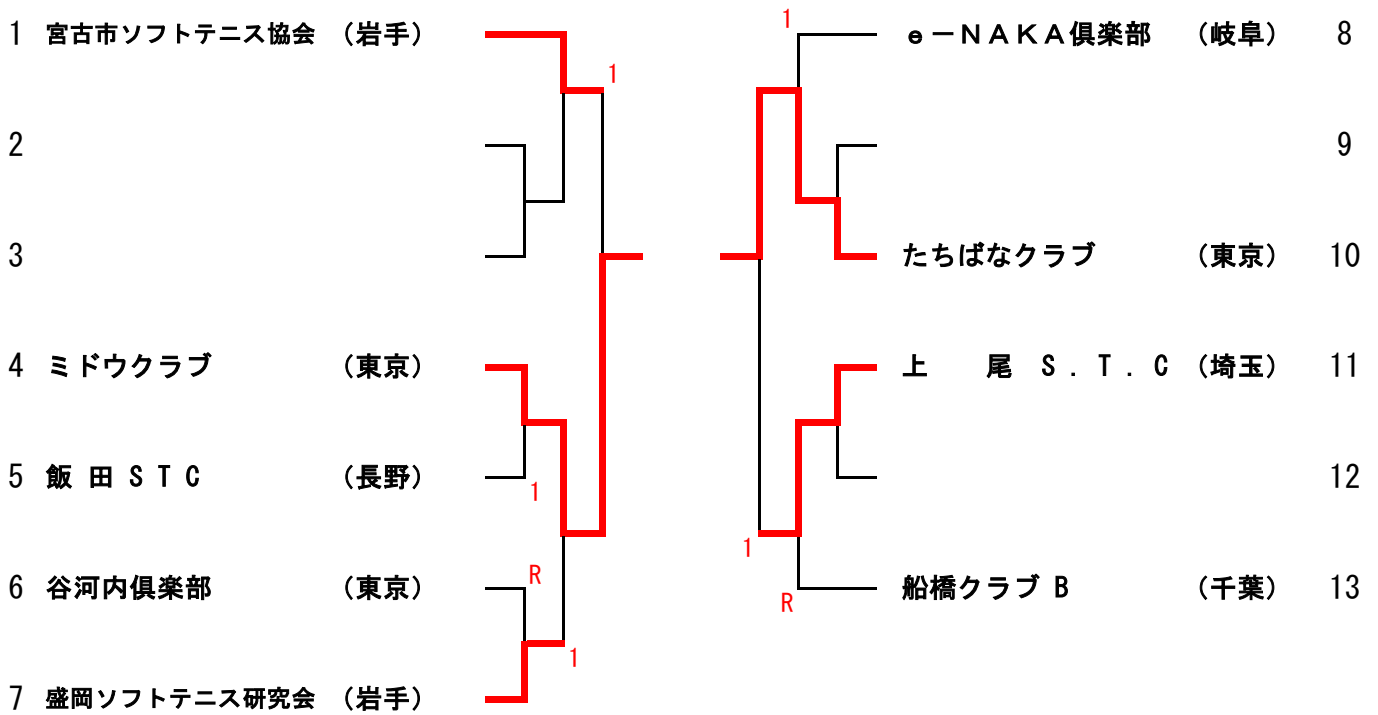 1 宮古市ソフトテニス協会 （岩手） 1 1 ｅ－ＮＡＫＡ倶楽部 （岐阜） 8
2 9
3 たちばなクラブ （東京） 10
4 ミドウクラブ （東京） 上　尾 S．T．C （埼玉） 11
5 飯 田 S T C （長野） 1 12
6 谷河内倶楽部 （東京） R 1 R 船橋クラブ B （千葉） 13
1
7 盛岡ソフトテニス研究会 （岩手）